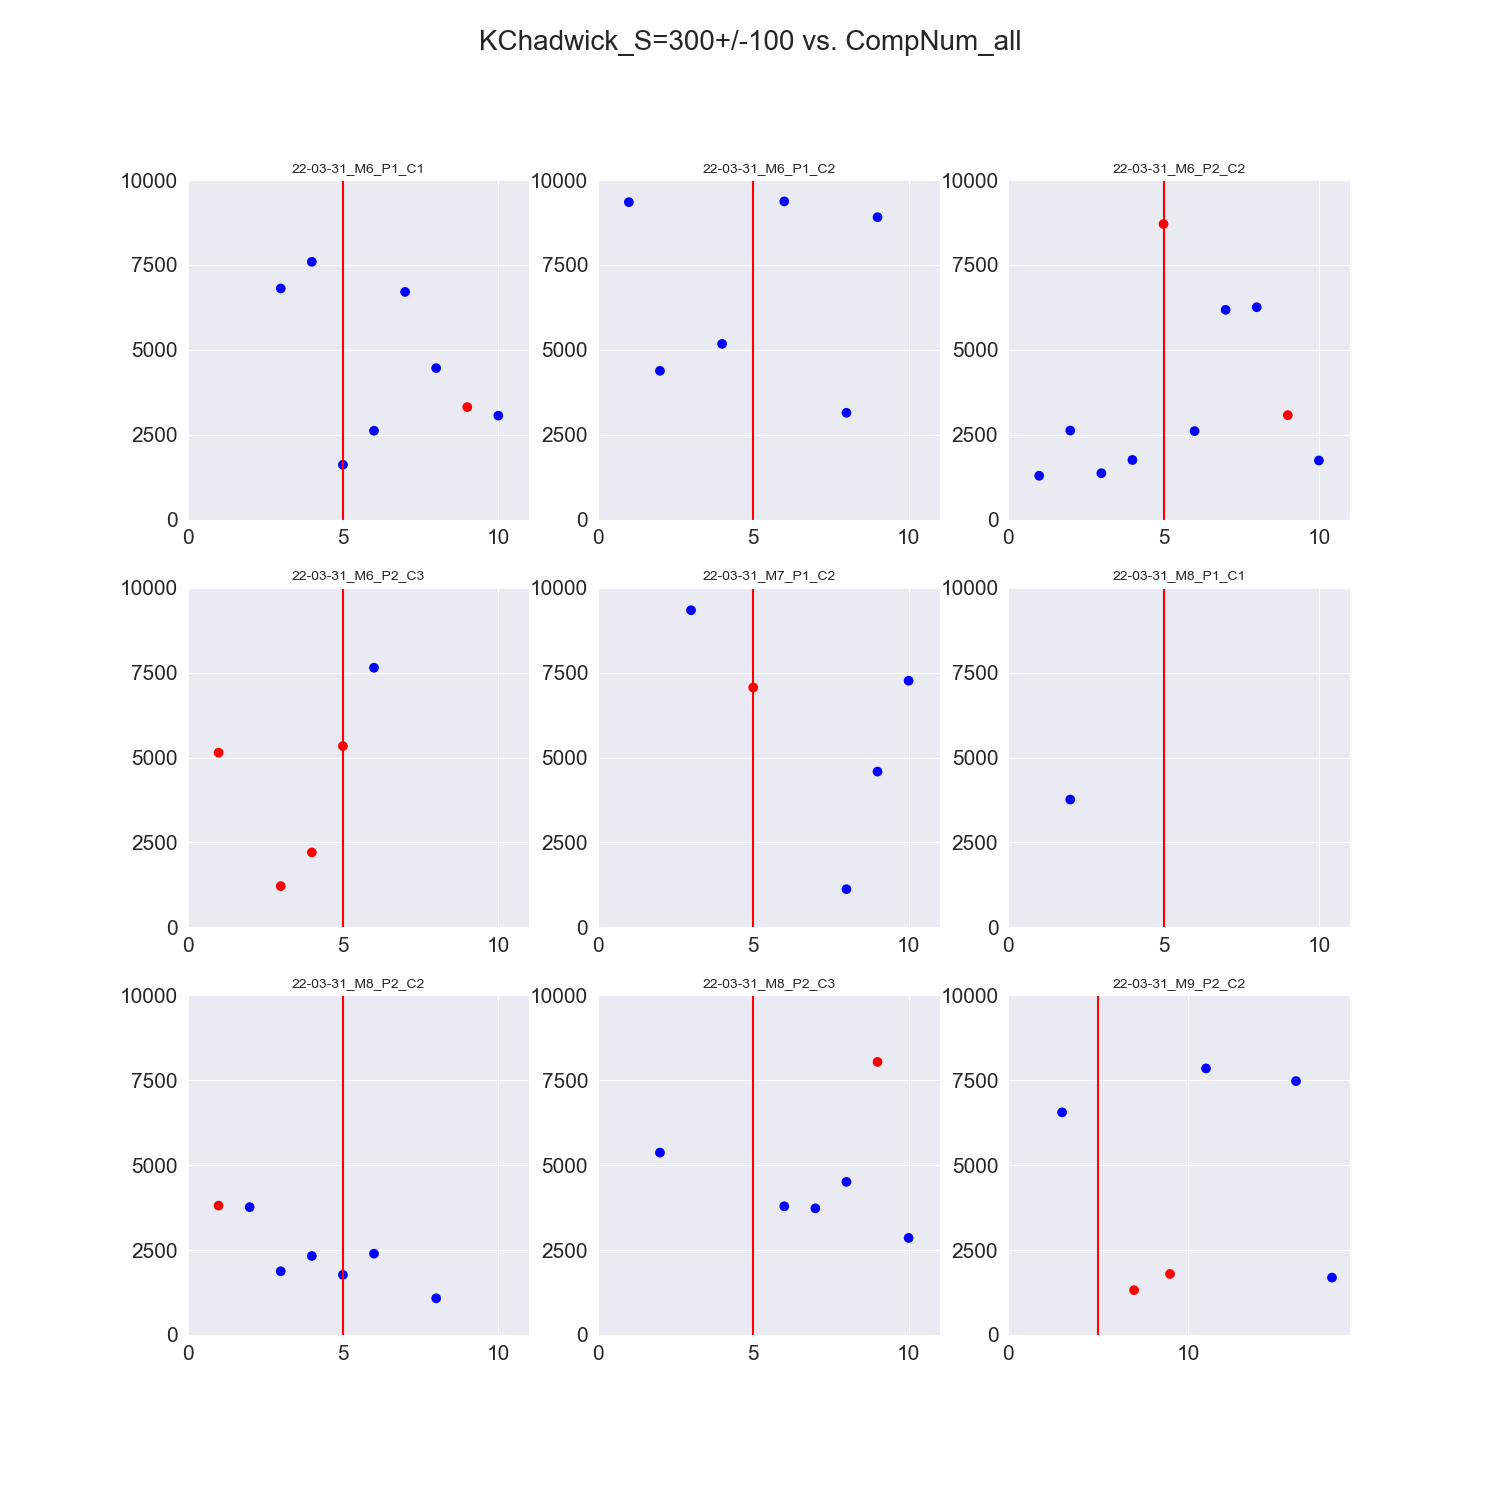 KChadwick_S=300+/-100 vs. CompNum_all
22-03-31_M6_P1_C1
10000
7500
5000
2500
0
0 5 10
22-03-31_M6_P1_C2
10000
7500
5000
2500
0
0 5 10
22-03-31_M6_P2_C2
10000
7500
5000
2500
0
0 5 10
22-03-31_M6_P2_C3
10000
7500
5000
2500
0
0 5 10
22-03-31_M7_P1_C2
10000
7500
5000
2500
0
0 5 10
22-03-31_M8_P1_C1
10000
7500
5000
2500
0
0 5 10
22-03-31_M8_P2_C2
10000
7500
5000
2500
0
0 5 10
22-03-31_M8_P2_C3
10000
7500
5000
2500
0
0 5 10
22-03-31_M9_P2_C2
10000
7500
5000
2500
0
0 10